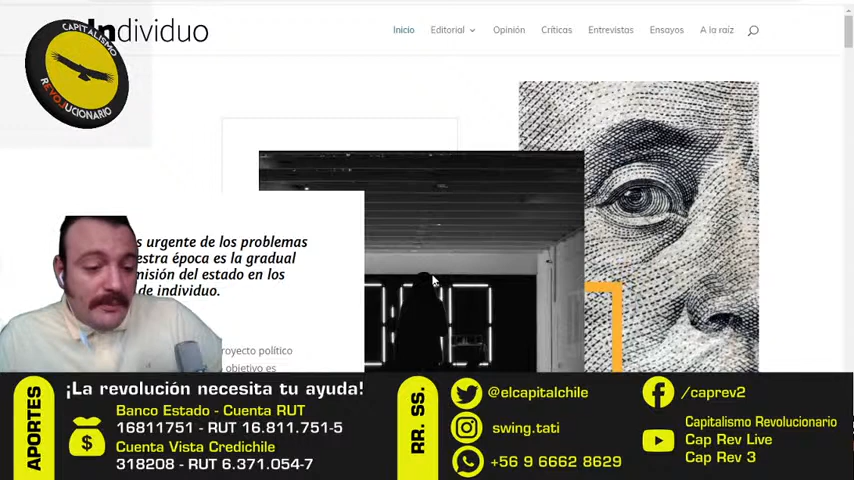 Individuo
Inicio
Editorial
Opinión
Críticas
Entrevistas
Ensayos
A la raíz
CAPITALISMO
REVOLUCIONARIO
s urgente de los problemas
estra época es la gradual
misión del estado en los
de individuo.
royecto político
objetivo es
APORTES
¡La revolución necesita tu ayuda!
Banco Estado - Cuenta RUT
16811751 - RUT 16.811.751-5
Cuenta Vista Credichile
318208 - RUT 6.371.054-7
RR. SS.
@elcapitalchile
swing.tati
+56 9 6662 8629
/caprev2
Capitalismo Revolucionario
Cap Rev Live
Cap Rev 3